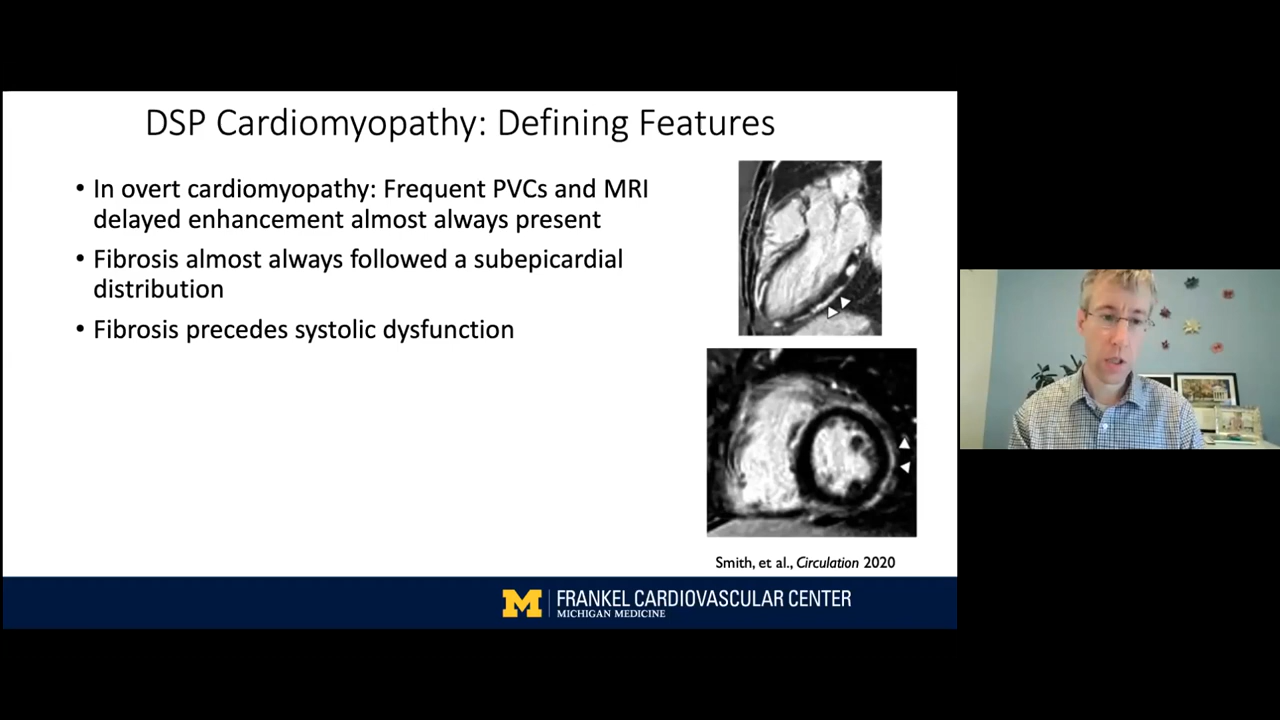 DSP Cardiomyopathy: Defining Features
• In overt cardiomyopathy: Frequent PVCs and MRI
delayed enhancement almost always present
• Fibrosis almost always followed a subepicardial
distribution
• Fibrosis precedes systolic dysfunction
Smith, et al., Circulation 2020
M
FRANKEL CARDIOVASCULAR CENTER
MICHIGAN MEDICINE